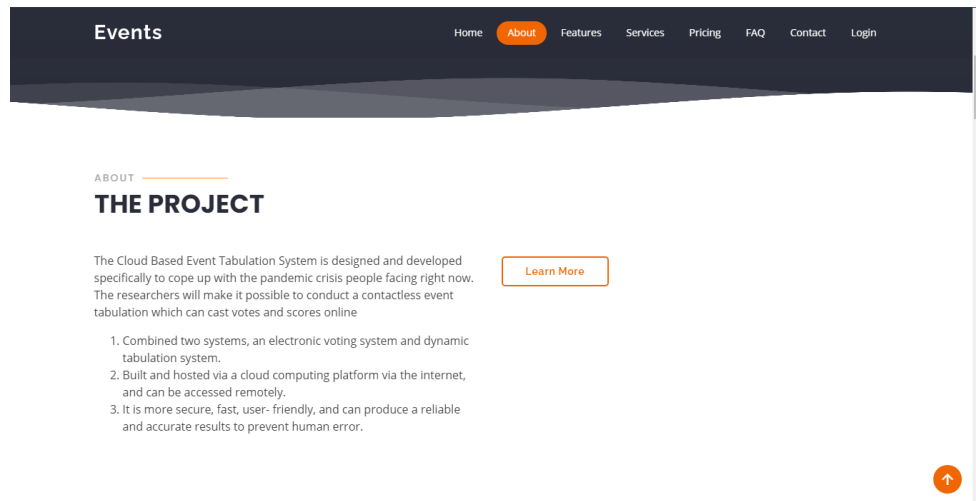 Events
Home About Features Services Pricing FAQ Contact Login
ABOUT
THE PROJECT
The Cloud Based Event Tabulation System is designed and developed
specifically to cope up with the pandemic crisis people facing right now.
The researchers will make it possible to conduct a contactless event
tabulation which can cast votes and scores online
1. Combined two systems, an electronic voting system and dynamic
tabulation system.
2. Built and hosted via a cloud computing platform via the internet,
and can be accessed remotely.
3. It is more secure, fast, user- friendly, and can produce a reliable
and accurate results to prevent human error.
Learn More